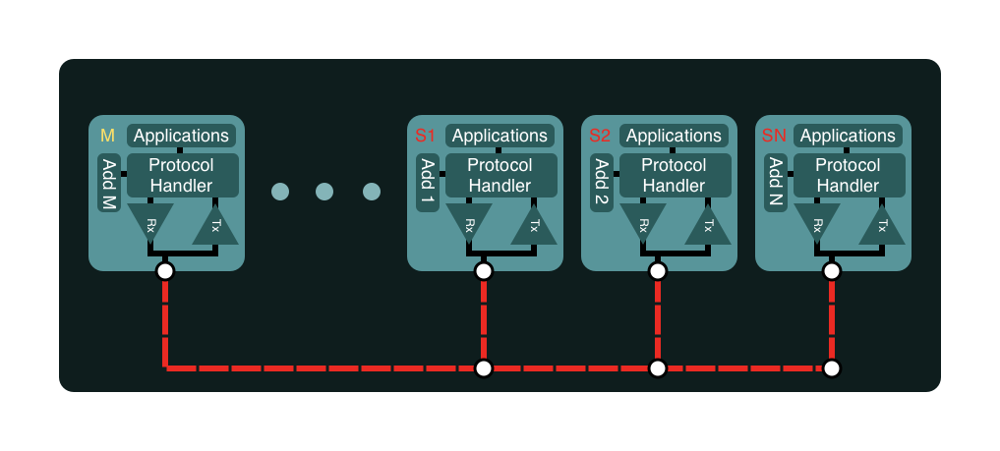 M
Applications
Add M
Protocol
Handler
Rx
Tx
S1
Applications
Add 1
Protocol
Handler
Rx
Tx
S2
Applications
Add 2
Protocol
Handler
Rx
Tx
SN
Applications
Add N
Protocol
Handler
Rx
Tx